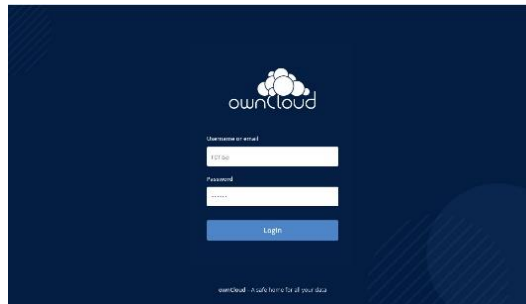 ownCloud
Username or email
Password
Login
ownCloud – A safe home for all your data